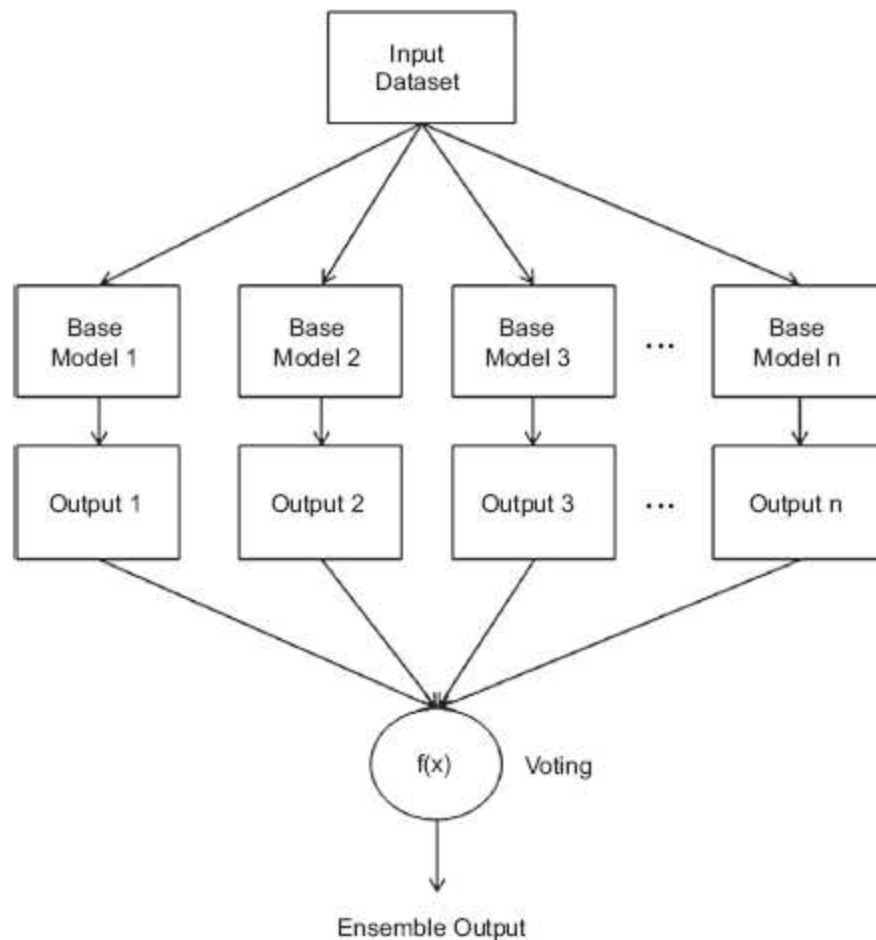 Input
Dataset
Base
Model 1
Base
Model 2
Base
Model 3
...
Base
Model n
Output 1
Output 2
Output 3
...
Output n
f(x)
Voting
Ensemble Output